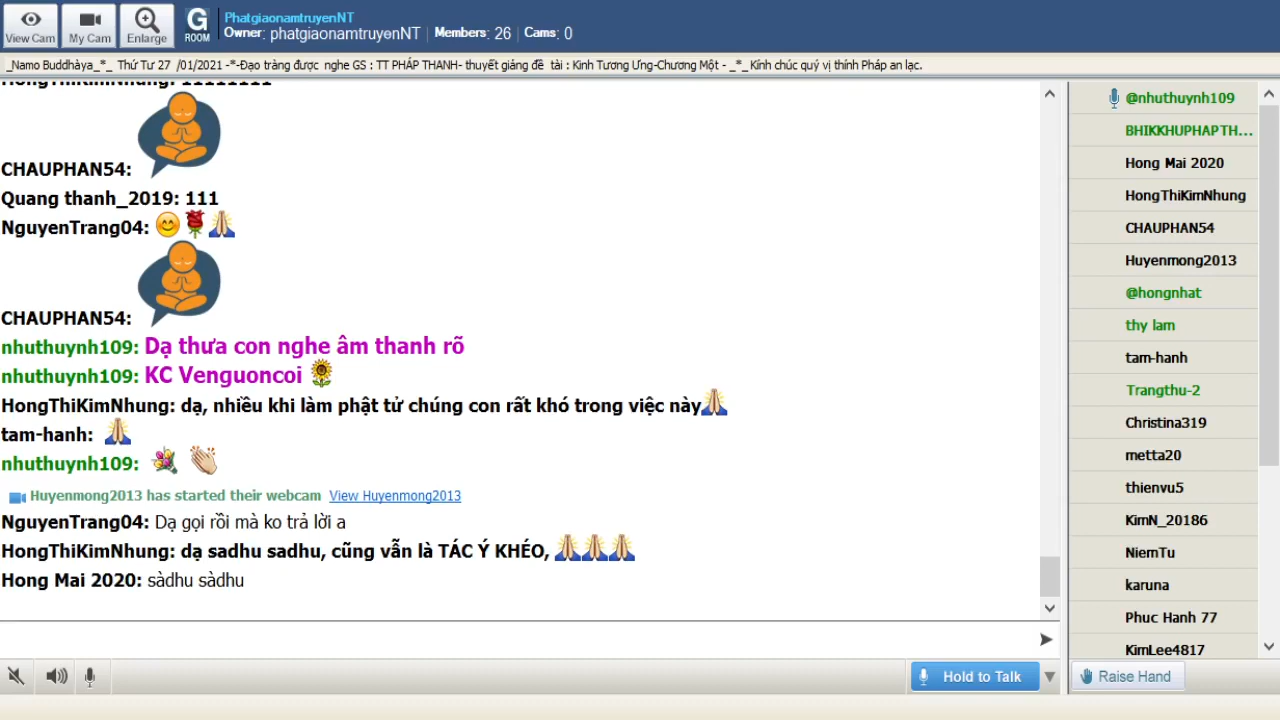 View Cam
My Cam
Enlarge
G
ROOM
PhatgiaonamtruyenNT
Owner: phatgiaonamtruyenNT | Members: 26 | Cams: 0
_Namo Buddhàya_*_ Thứ Tư 27 /01/2021 -*-Đạo tràng được nghe GS : TT PHÁP THANH- thuyết giảng đề tài : Kinh Tương Ưng-Chương Một - _*_Kính chúc quý vị thính Pháp an lạc.
HongThiKimNhung: 11111111
CHAUPHAN54:
Quang thanh_2019: 111
NguyenTrang04:
CHAUPHAN54:
nhuthuynh109: Dạ thưa con nghe âm thanh rõ
nhuthuynh109: KC Venguoncoi
HongThiKimNhung: dạ, nhiều khi làm phật tử chúng con rất khó trong việc này
tam-hanh:
nhuthuynh109:
Huyenmong2013 has started their webcam View Huyenmong2013
NguyenTrang04: Dạ gọi rồi mà ko trả lời a
HongThiKimNhung: dạ sadhu sadhu, cũng vẫn là TÁC Ý KHÉO,
Hong Mai 2020: sàdhu sàdhu
@nhuthuynh109
BHIKKHUPHAPTH...
Hong Mai 2020
HongThiKimNhung
CHAUPHAN54
Huyenmong2013
@hongnhat
thy lam
tam-hanh
Trangthu-2
Christina319
metta20
thienvu5
KimN_20186
NiemTu
karuna
Phuc Hanh 77
KimLee4817
Hold to Talk
Raise Hand